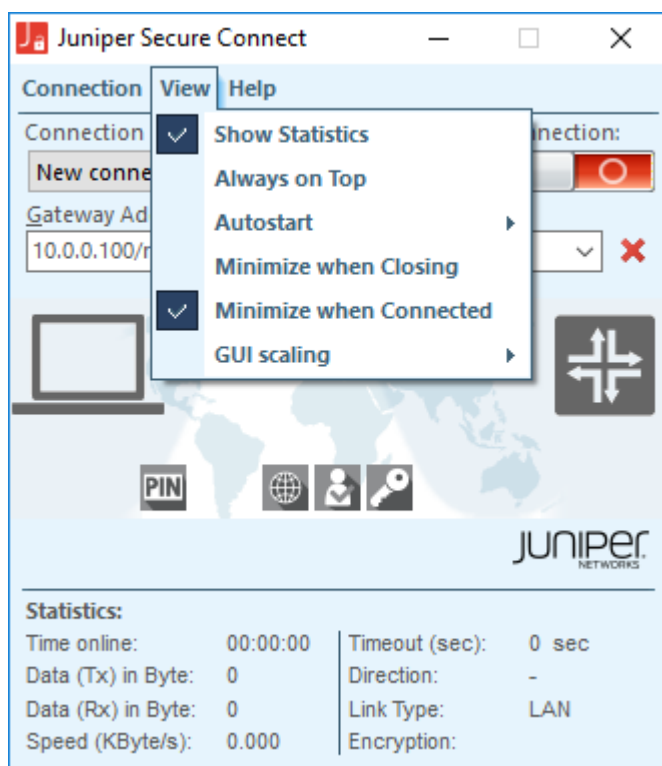 Juniper Secure Connect
Connection View Help
Connection nection:
Show Statistics
New conne
Always on Top
Gateway Ad
Autostart
10.0.0.100/r
Minimize when Closing
Minimize when Connected
GUI scaling
PIN
JUNIPER
NETWORKS
Statistics:
Time online: 00:00:00 Timeout (sec): 0 sec
Data (Tx) in Byte: 0 Direction: -
Data (Rx) in Byte: 0 Link Type: LAN
Speed (KByte/s): 0.000 Encryption: